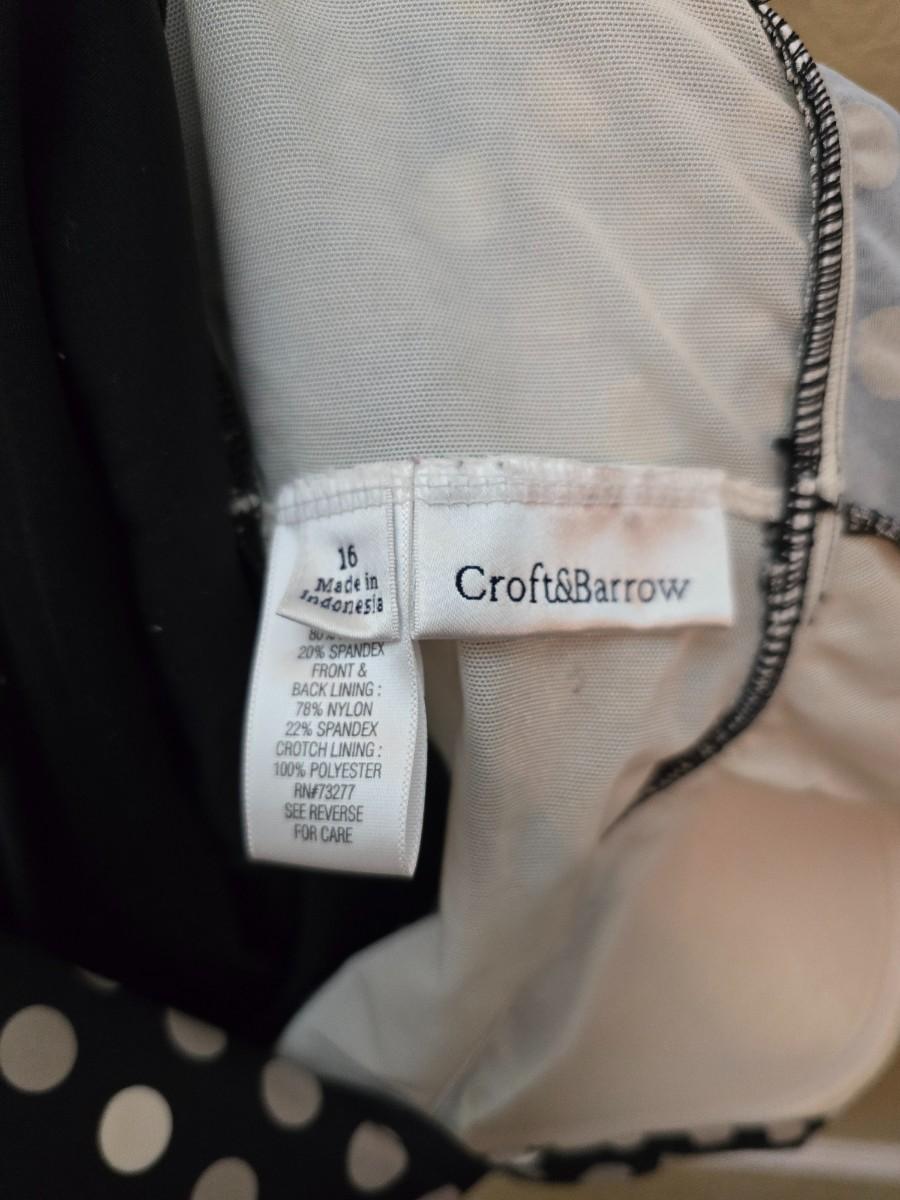 16
Made in
Indonesia
Croft&Barrow
80%
20% SPANDEX
FRONT &
BACK LINING :
78% NYLON
22% SPANDEX
CROTCH LINING :
100% POLYESTER
RN#73277
SEE REVERSE
FOR CARE